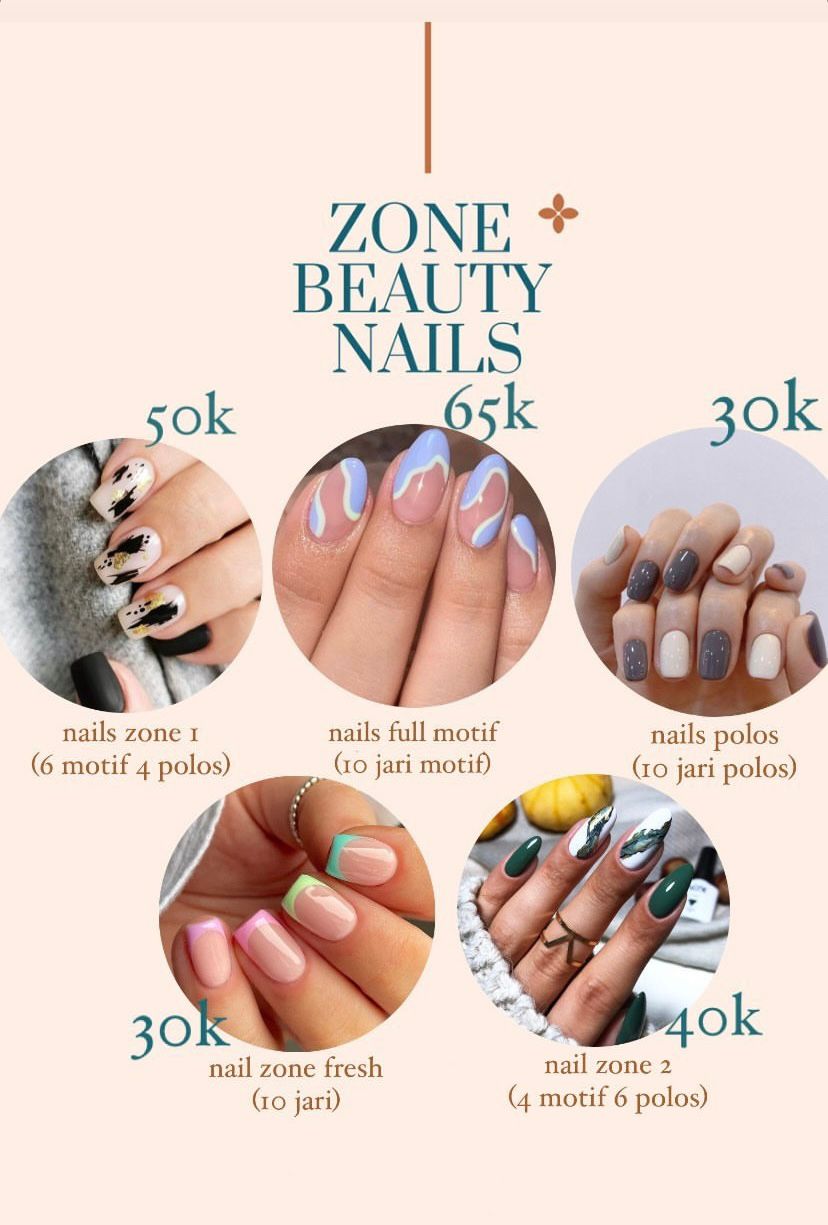 ZONE
BEAUTY
NAILS
50k
65k
30k
nails zone 1
(6 motif 4 polos)
nails full motif
(10 jari motif)
nails polos
(10 jari polos)
30k
nail zone fresh
(10 jari)
40k
nail zone 2
(4 motif 6 polos)